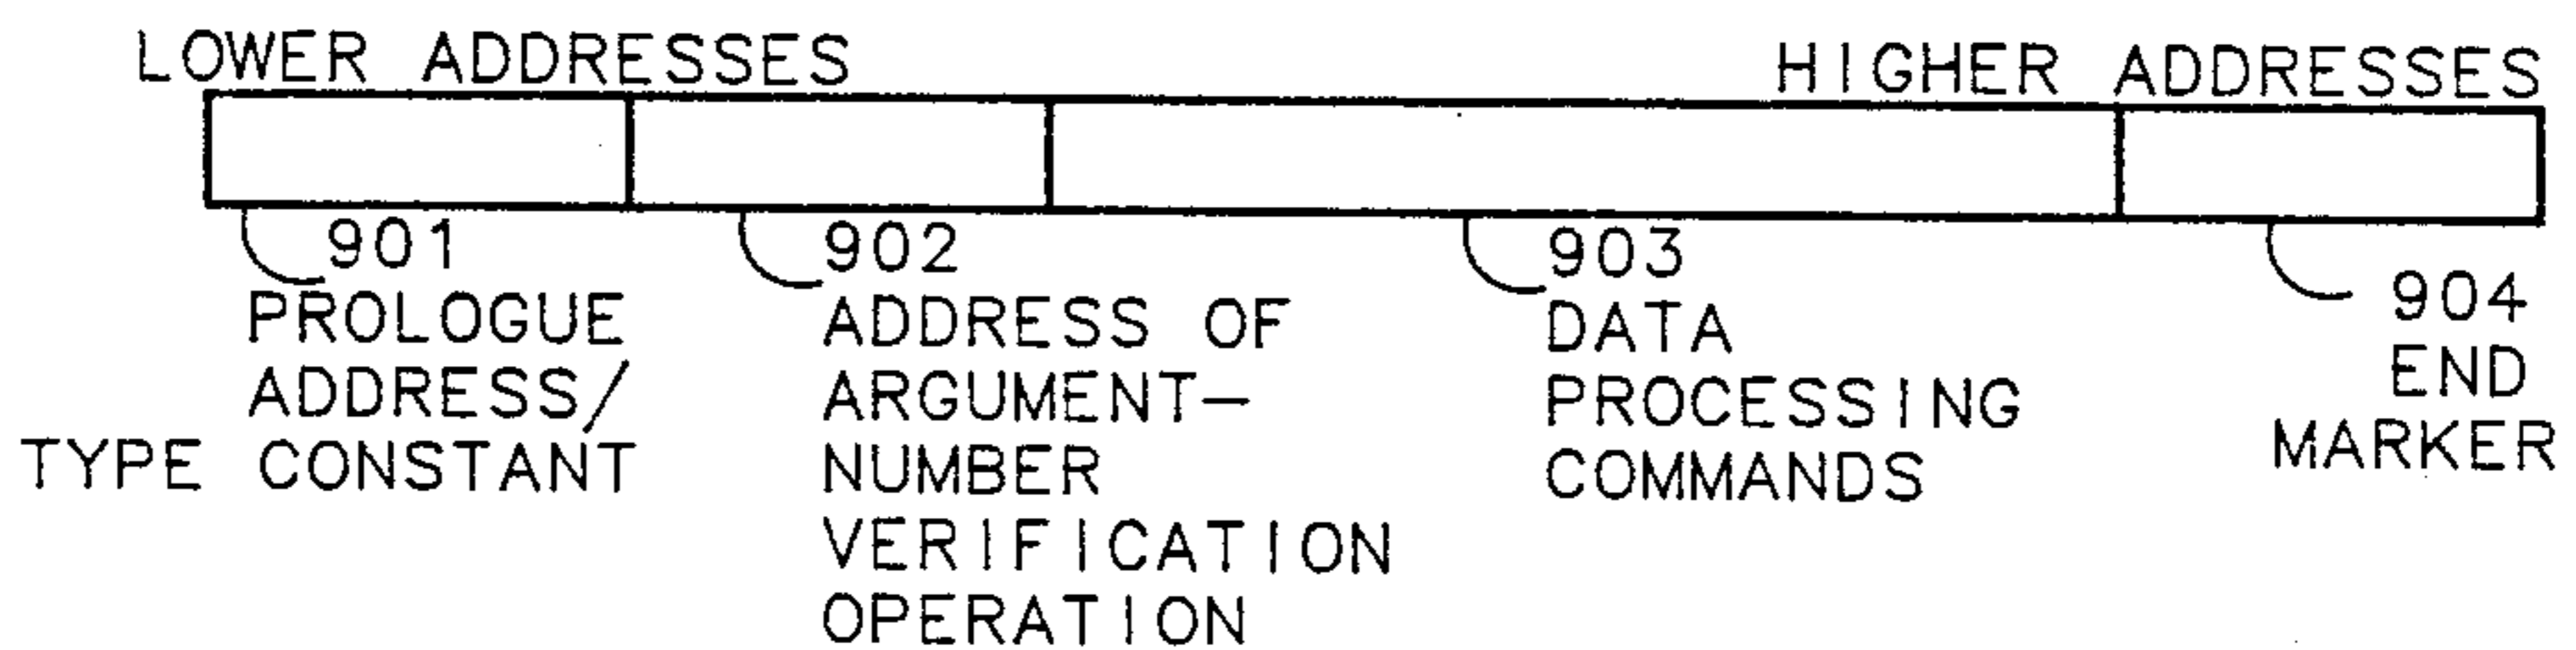 LOWER ADDRESSES
HIGHER ADDRESSES
901
PROLOGUE
ADDRESS/
TYPE CONSTANT
902
ADDRESS OF
ARGUMENT-
NUMBER
VERIFICATION
OPERATION
903
DATA
PROCESSING
COMMANDS
904
END
MARKER